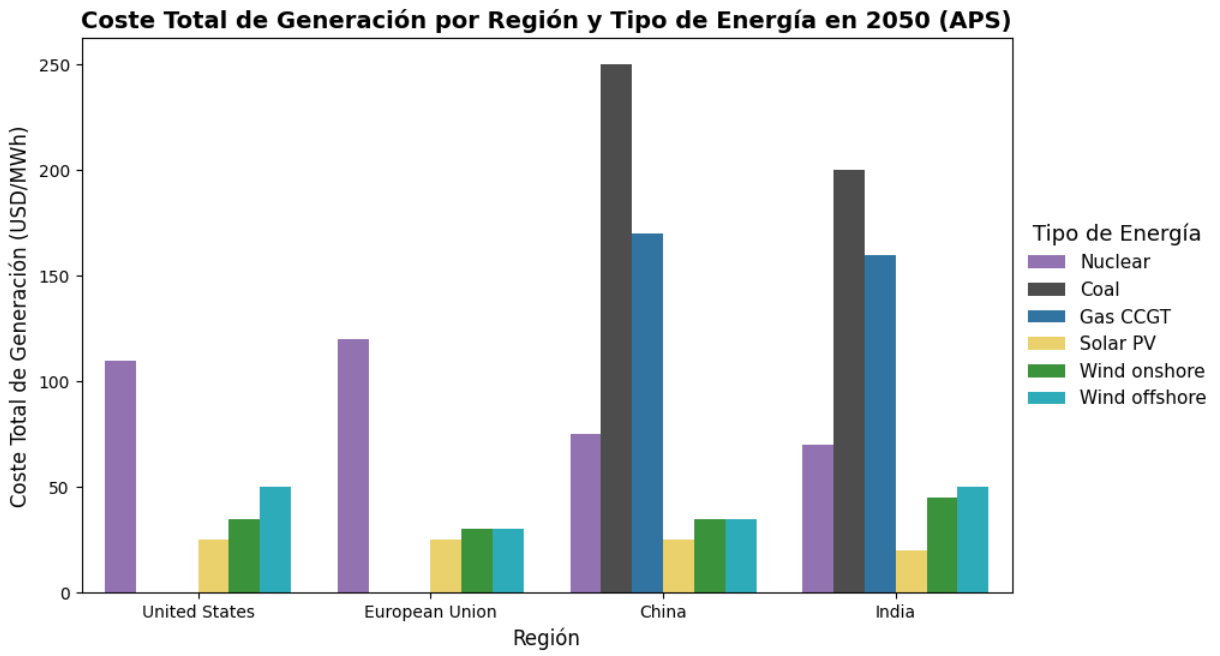 Coste Total de Generación por Región y Tipo de Energía en 2050 (APS)
Coste Total de Generación (USD/MWh)
250
200
150
100
50
0
United States
European Union
China
India
Región
Tipo de Energía
Nuclear
Coal
Gas CCGT
Solar PV
Wind onshore
Wind offshore